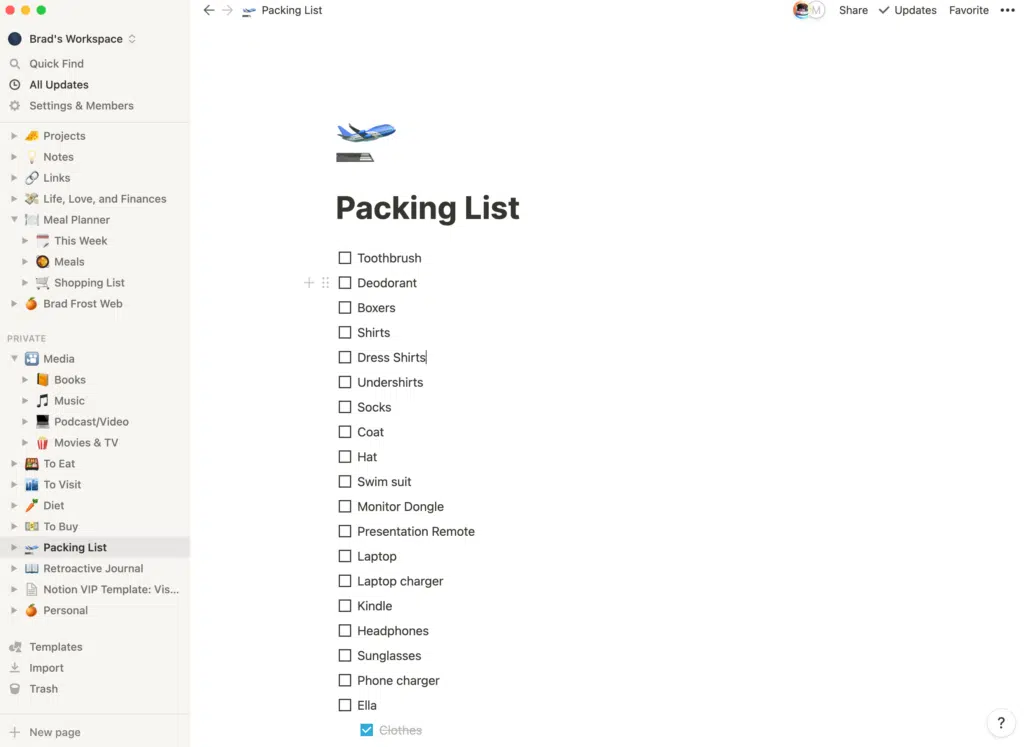 Brad's Workspace
Quick Find
All Updates
Settings & Members
Projects
Notes
Links
Life, Love, and Finances
Meal Planner
This Week
Meals
Shopping List
Brad Frost Web
PRIVATE
Media
Books
Music
Podcast/Video
Movies & TV
To Eat
To Visit
Diet
To Buy
Packing List
Retroactive Journal
Notion VIP Template: Vis...
Personal
Templates
Import
Trash
New page
Packing List
M
Share
Updates
Favorite
Packing List
Toothbrush
Deodorant
Boxers
Shirts
Dress Shirts
Undershirts
Socks
Coat
Hat
Swim suit
Monitor Dongle
Presentation Remote
Laptop
Laptop charger
Kindle
Headphones
Sunglasses
Phone charger
Ella
Clothes
?